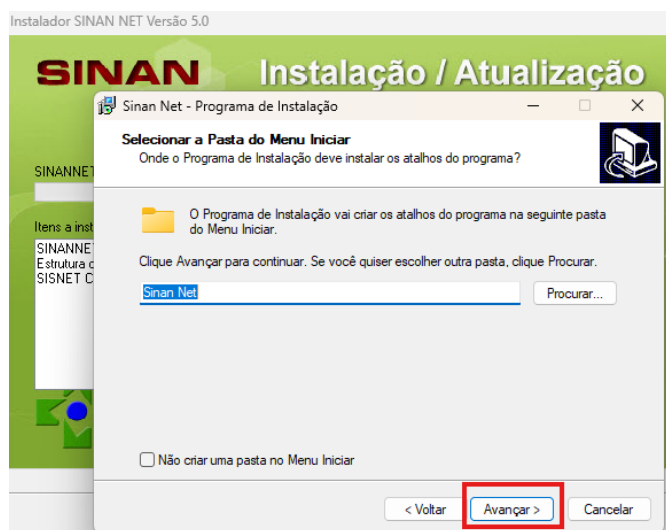 Instalador SINAN NET Versão 5.0
SINAN Instalação / Atualização
Sinan Net - Programa de Instalação
Selecionar a Pasta do Menu Iniciar
Onde o Programa de Instalação deve instalar os atalhos do programa?
SINANNET
Itens a inst
O Programa de Instalação vai criar os atalhos do programa na seguinte pasta
do Menu Iniciar.
SINANNE
Estrutura d
SISNET C
Clique Avançar para continuar. Se você quiser escolher outra pasta, clique Procurar.
Sinan Net
Procurar...
Não criar uma pasta no Menu Iniciar
< Voltar
Avançar >
Cancelar